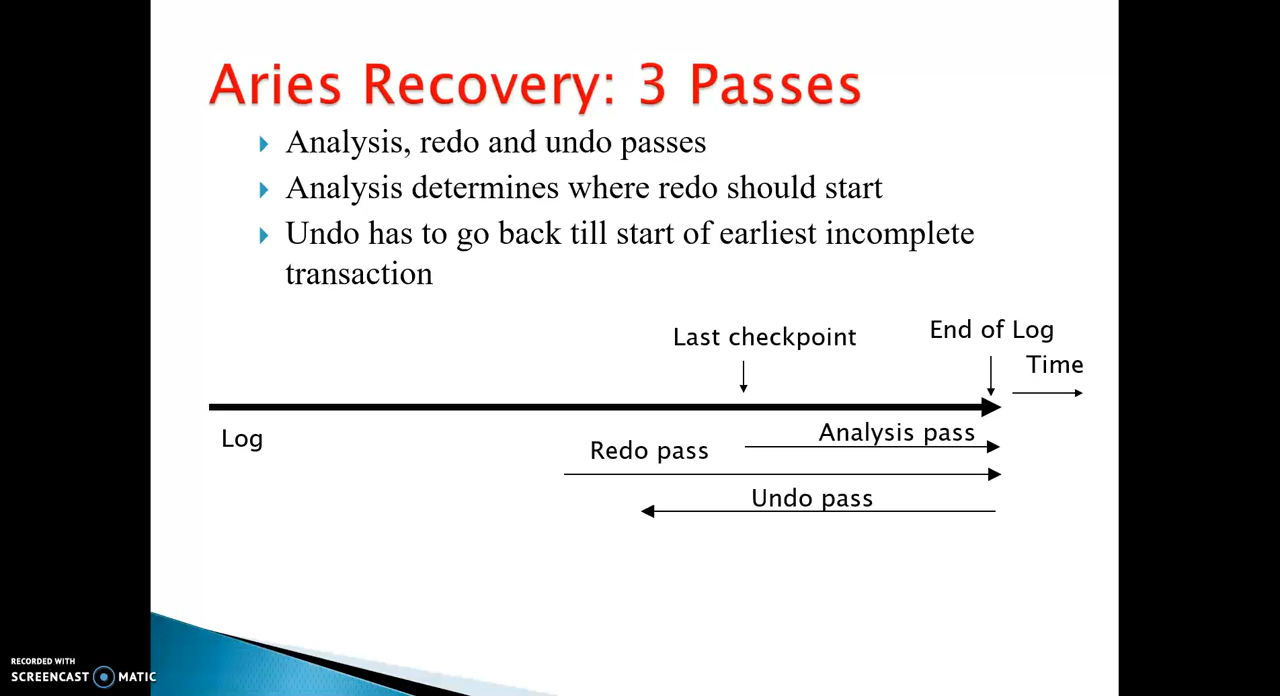 Aries Recovery: 3 Passes
Analysis, redo and undo passes
Analysis determines where redo should start
Undo has to go back till start of earliest incomplete
transaction
Last checkpoint
End of Log
Time
Log
Analysis pass
Redo pass
Undo pass
RECORDED WITH
SCREENCAST MATIC